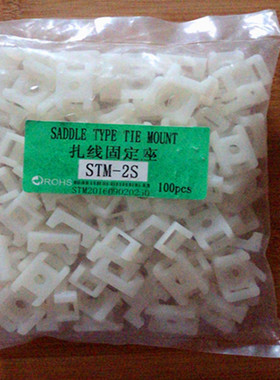 SADDLE TYPE TIE MOUNT
扎线固定座
STM-2S
ROHS
100pcs